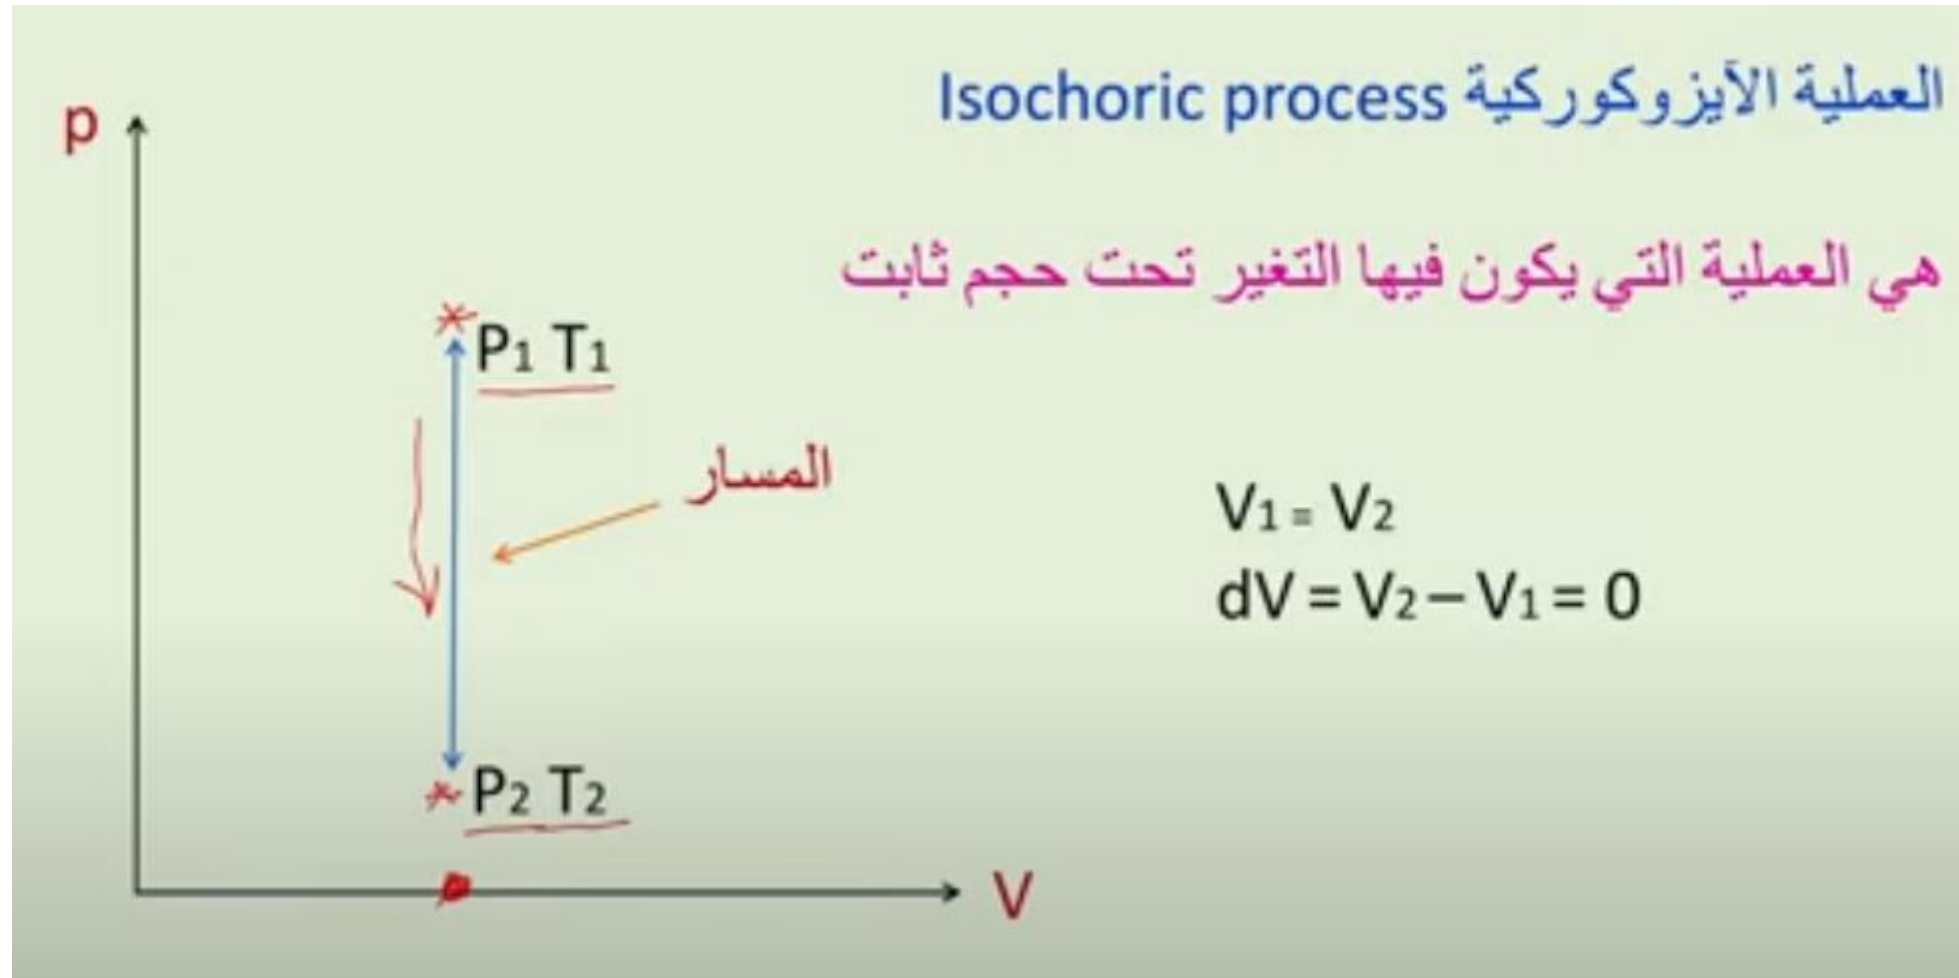 العملية الآيزوكوركية Isochoric process
هي العملية التي يكون فيها التغير تحت حجم ثابت
p
P1 T1
المسار
V1 = V2
dV = V2 – V1 = 0
P2 T2
V